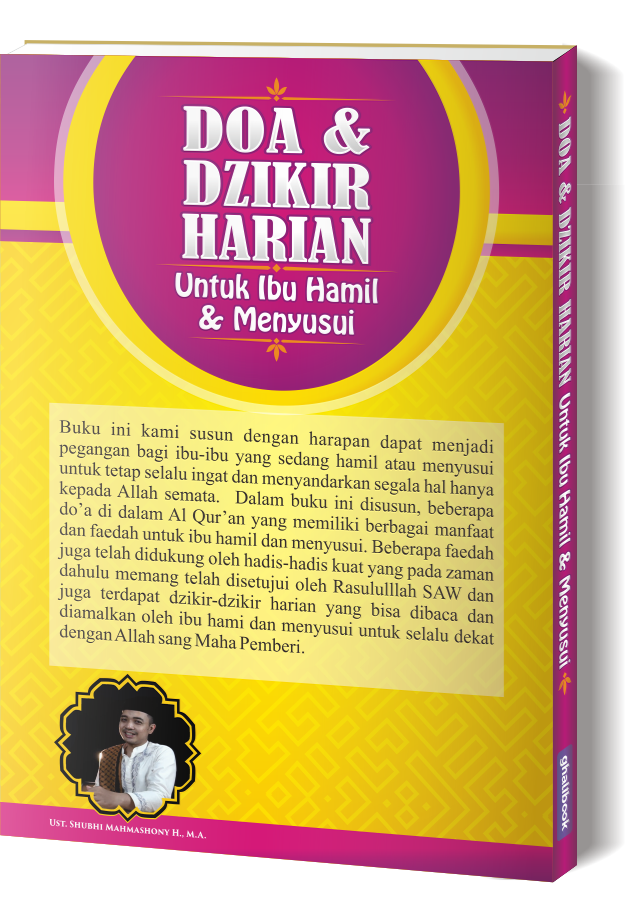 DOA &
DZIKIR
HARIAN
Untuk Ibu Hamil
& Menyusui
Buku ini kami susun dengan harapan dapat menjadi
pegangan bagi ibu-ibu yang sedang hamil atau menyusui
untuk tetap selalu ingat dan menyandarkan segala hal hanya
kepada Allah semata. Dalam buku ini disusun, beberapa
do’a di dalam Al Qur’an yang memiliki berbagai manfaat
dan faedah untuk ibu hamil dan menyusui. Beberapa faedah
juga telah didukung oleh hadis-hadis kuat yang pada zaman
dahulu memang telah disetujui oleh Rasululllah SAW dan
juga terdapat dzikir-dzikir harian yang bisa dibaca dan
diamalkan oleh ibu hami dan menyusui untuk selalu dekat
dengan Allah sang Maha Pemberi.
UST. SHUBHI MAHMASHONY H., M.A.
DOA & DZIKIR HARIAN Untuk Ibu Hamil & Menyusui
ghalibook